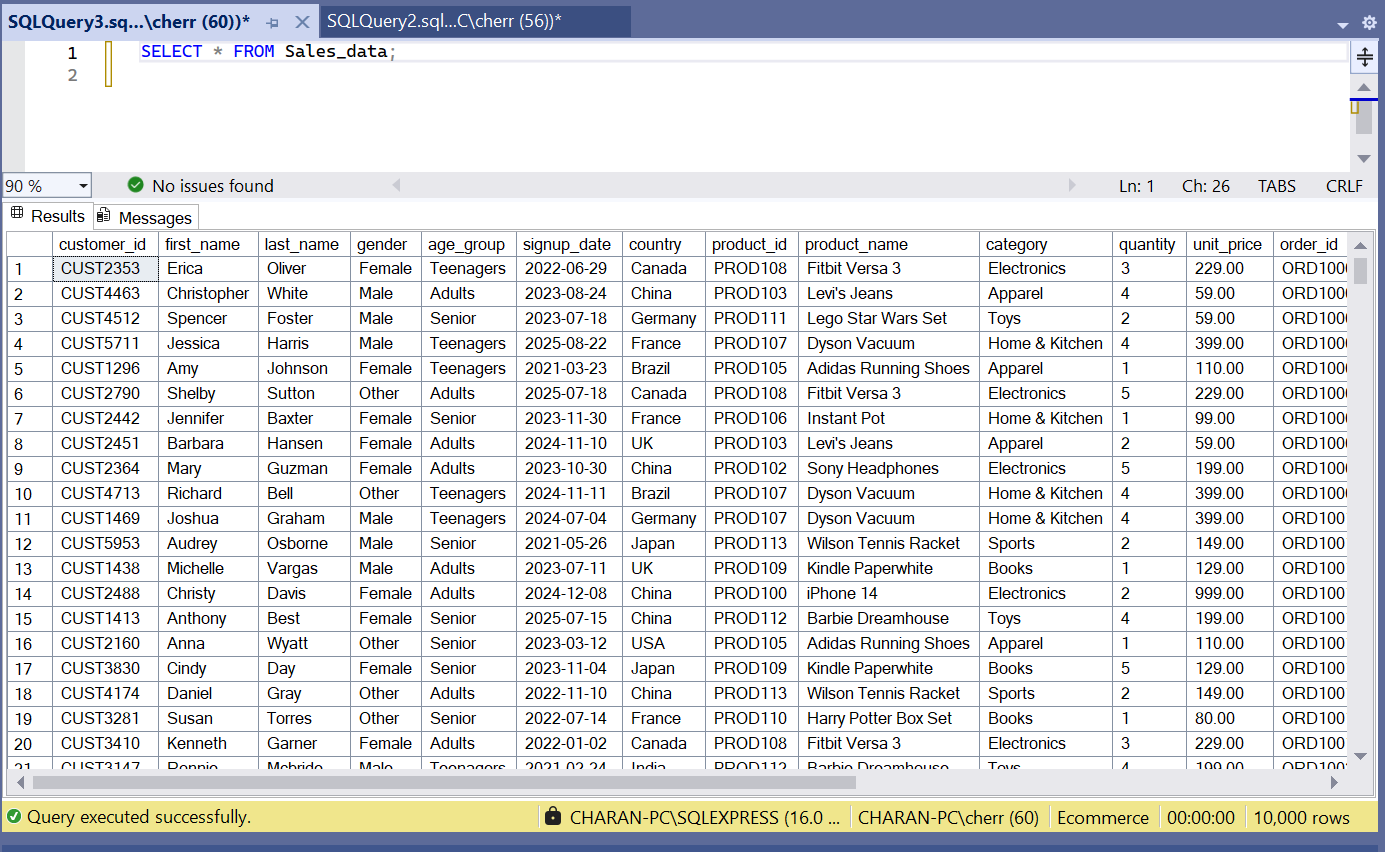 SQLQuery3.sq...\cherr (60))* SQLQuery2.sql...C\cherr (56))*
1 SELECT * FROM Sales_data;
2
90 % No issues found Ln: 1 Ch: 26 TABS CRLF
Results Messages
customer_id first_name last_name gender age_group signup_date country product_id product_name category quantity unit_price order_id
1 CUST2353 Erica Oliver Female Teenagers 2022-06-29 Canada PROD108 Fitbit Versa 3 Electronics 3 229.00 ORD100
2 CUST4463 Christopher White Male Adults 2023-08-24 China PROD103 Levi's Jeans Apparel 4 59.00 ORD100
3 CUST4512 Spencer Foster Male Senior 2023-07-18 Germany PROD111 Lego Star Wars Set Toys 2 59.00 ORD100
4 CUST5711 Jessica Harris Male Teenagers 2025-08-22 France PROD107 Dyson Vacuum Home & Kitchen 4 399.00 ORD100
5 CUST1296 Amy Johnson Female Teenagers 2021-03-23 Brazil PROD105 Adidas Running Shoes Apparel 1 110.00 ORD100
6 CUST2790 Shelby Sutton Other Adults 2025-07-18 Canada PROD108 Fitbit Versa 3 Electronics 5 229.00 ORD100
7 CUST2442 Jennifer Baxter Female Senior 2023-11-30 France PROD106 Instant Pot Home & Kitchen 1 99.00 ORD100
8 CUST2451 Barbara Hansen Female Adults 2024-11-10 UK PROD103 Levi's Jeans Apparel 2 59.00 ORD100
9 CUST2364 Mary Guzman Female Adults 2023-10-30 China PROD102 Sony Headphones Electronics 5 199.00 ORD100
10 CUST4713 Richard Bell Other Teenagers 2024-11-11 Brazil PROD107 Dyson Vacuum Home & Kitchen 4 399.00 ORD100
11 CUST1469 Joshua Graham Male Teenagers 2024-07-04 Germany PROD107 Dyson Vacuum Home & Kitchen 4 399.00 ORD100
12 CUST5953 Audrey Osborne Male Senior 2021-05-26 Japan PROD113 Wilson Tennis Racket Sports 2 149.00 ORD100
13 CUST1438 Michelle Vargas Male Adults 2023-07-11 UK PROD109 Kindle Paperwhite Books 1 129.00 ORD100
14 CUST2488 Christy Davis Female Adults 2024-12-08 China PROD100 iPhone 14 Electronics 2 999.00 ORD100
15 CUST1413 Anthony Best Female Senior 2025-07-15 China PROD112 Barbie Dreamhouse Toys 4 199.00 ORD100
16 CUST2160 Anna Wyatt Other Senior 2023-03-12 USA PROD105 Adidas Running Shoes Apparel 1 110.00 ORD100
17 CUST3830 Cindy Day Female Senior 2023-11-04 Japan PROD109 Kindle Paperwhite Books 5 129.00 ORD100
18 CUST4174 Daniel Gray Other Adults 2022-11-10 China PROD113 Wilson Tennis Racket Sports 2 149.00 ORD100
19 CUST3281 Susan Torres Other Senior 2022-07-14 France PROD110 Harry Potter Box Set Books 1 80.00 ORD100
20 CUST3410 Kenneth Garner Female Adults 2022-01-02 Canada PROD108 Fitbit Versa 3 Electronics 3 229.00 ORD100
21 CUST3147 Mcbride Male Teenagers 2021-02-24 India PROD112 Barbie Dreamhouse Toys 4 199.00 ORD100
Query executed successfully. CHARAN-PC\SQLEXPRESS (16.0 ... CHARAN-PC\cherr (60) Ecommerce 00:00:00 10,000 rows